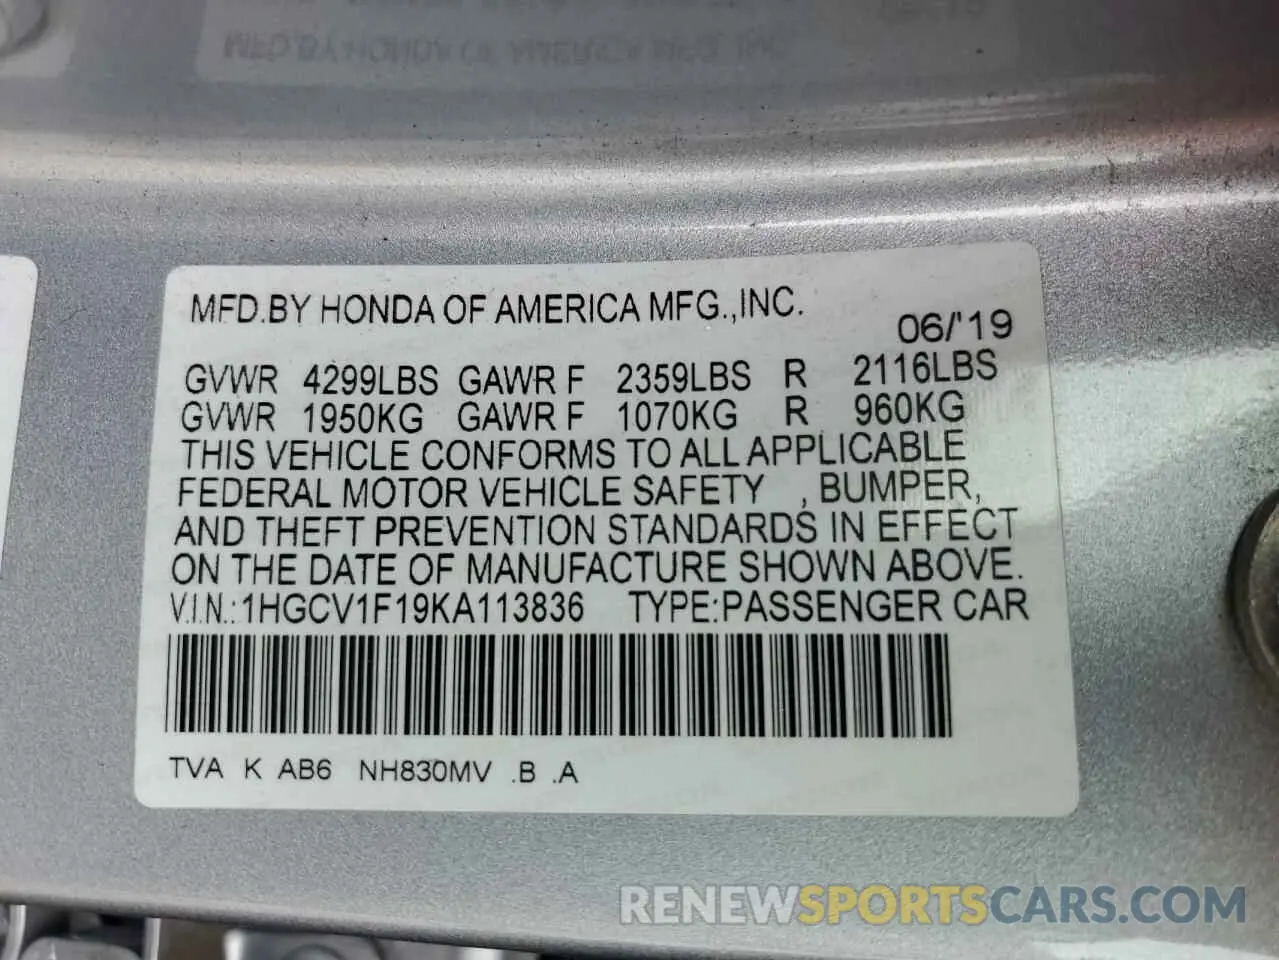 MFD.BY HONDA OF AMERICA MFG.,INC.
06/'19
GVWR 4299LBS GAWR F 2359LBS R 2116LBS
GVWR 1950KG GAWR F 1070KG R 960KG
THIS VEHICLE CONFORMS TO ALL APPLICABLE
FEDERAL MOTOR VEHICLE SAFETY , BUMPER,
AND THEFT PREVENTION STANDARDS IN EFFECT
ON THE DATE OF MANUFACTURE SHOWN ABOVE.
V.I.N.:1HGCV1F19KA113836 TYPE:PASSENGER CAR
TVA K AB6 NH830MV .B .A
RENEWSPORTSCARS.COM